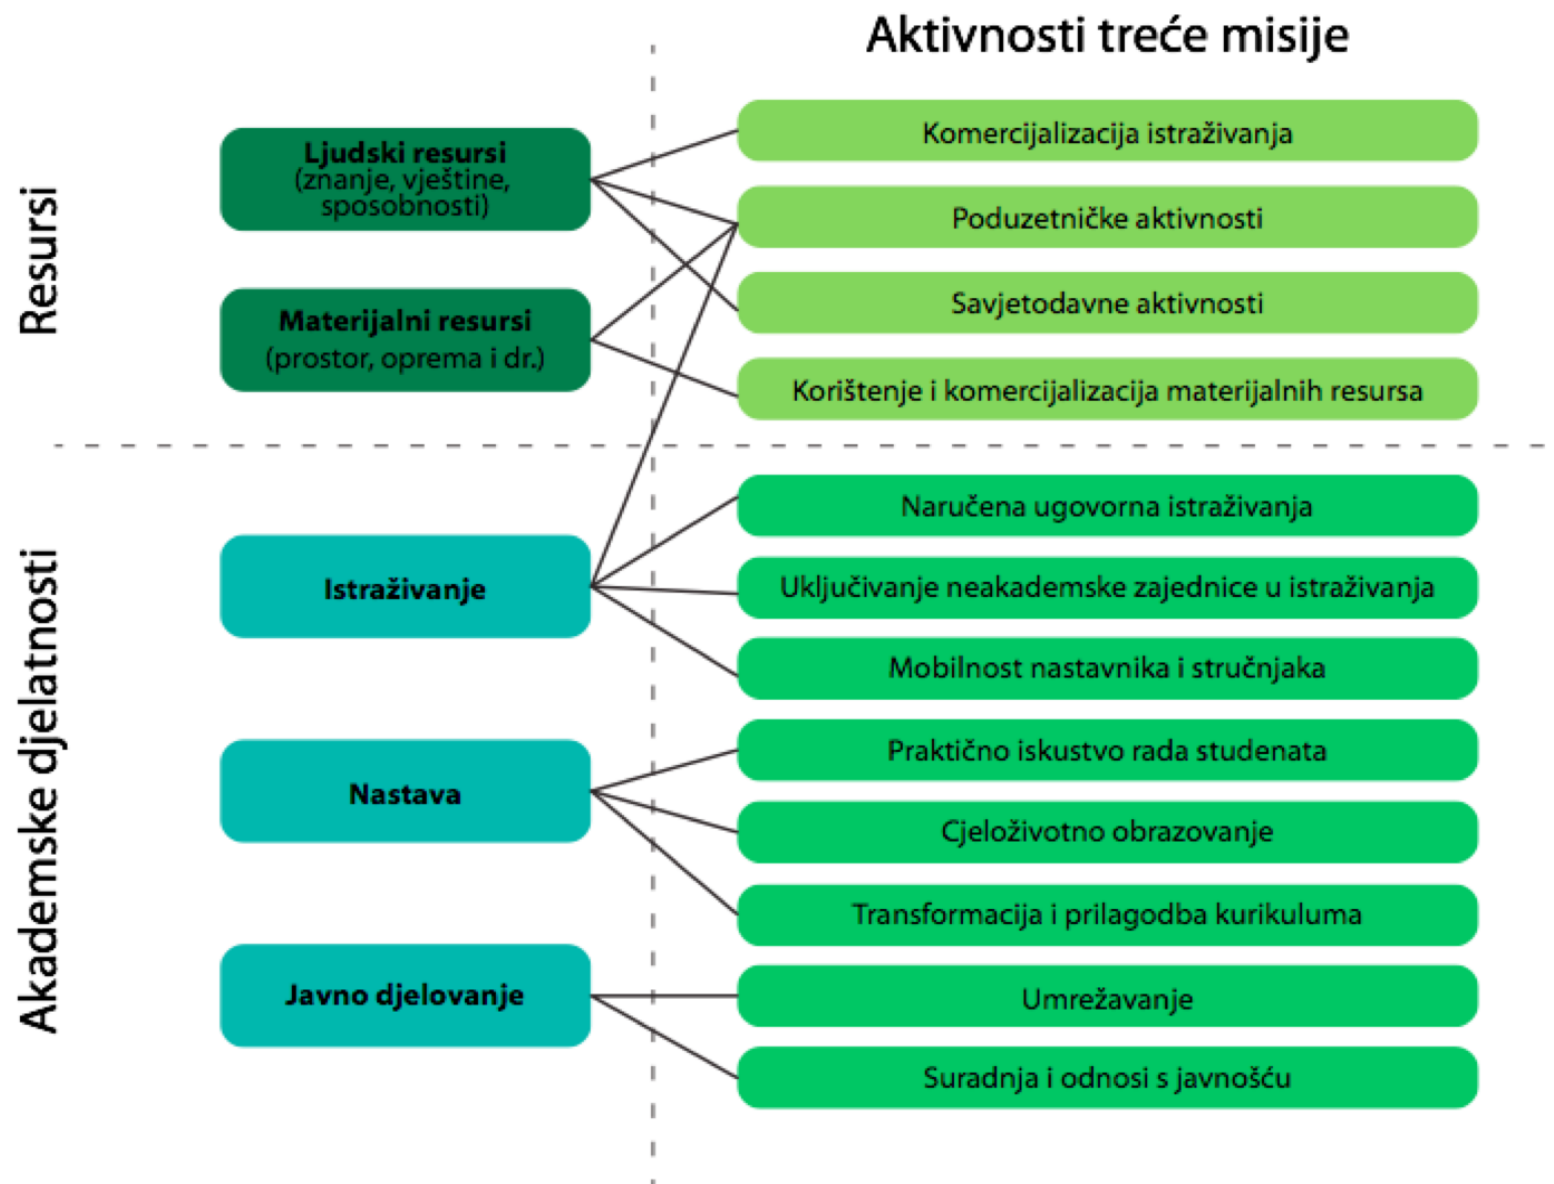 Aktivnosti treće misije
Resursi
Ljudski resursi
(znanje, vještine,
sposobnosti)
Materijalni resursi
(prostor, oprema i dr.)
Komercijalizacija istraživanja
Poduzetničke aktivnosti
Savjetodavne aktivnosti
Korištenje i komercijalizacija materijalnih resursa
Akademske djelatnosti
Istraživanje
Nastava
Javno djelovanje
Naručena ugovorna istraživanja
Uključivanje neakademske zajednice u istraživanja
Mobilnost nastavnika i stručnjaka
Praktično iskustvo rada studenata
Cjeloživotno obrazovanje
Transformacija i prilagodba kurikuluma
Umrežavanje
Suradnja i odnosi s javnošću